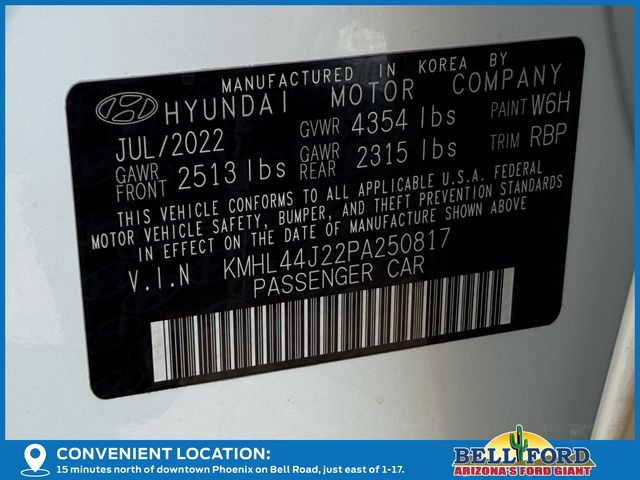 MANUFACTURED IN KOREA BY
HYUNDAI MOTOR COMPANY
JUL/2022 GVWR 4354 lbs PAINT W6H
GAWR FRONT 2513 lbs GAWR REAR 2315 lbs TRIM RBP
THIS VEHICLE CONFORMS TO ALL APPLICABLE U.S.A. FEDERAL
MOTOR VEHICLE SAFETY, BUMPER, AND THEFT PREVENTION STANDARDS
IN EFFECT ON THE DATE OF MANUFACTURE SHOWN ABOVE.
V.I.N KMHL44J22PA250817
PASSENGER CAR
CONVENIENT LOCATION:
15 minutes north of downtown Phoenix on Bell Road, just east of 1-17.
BELL FORD
ARIZONA'S FORD GIANT